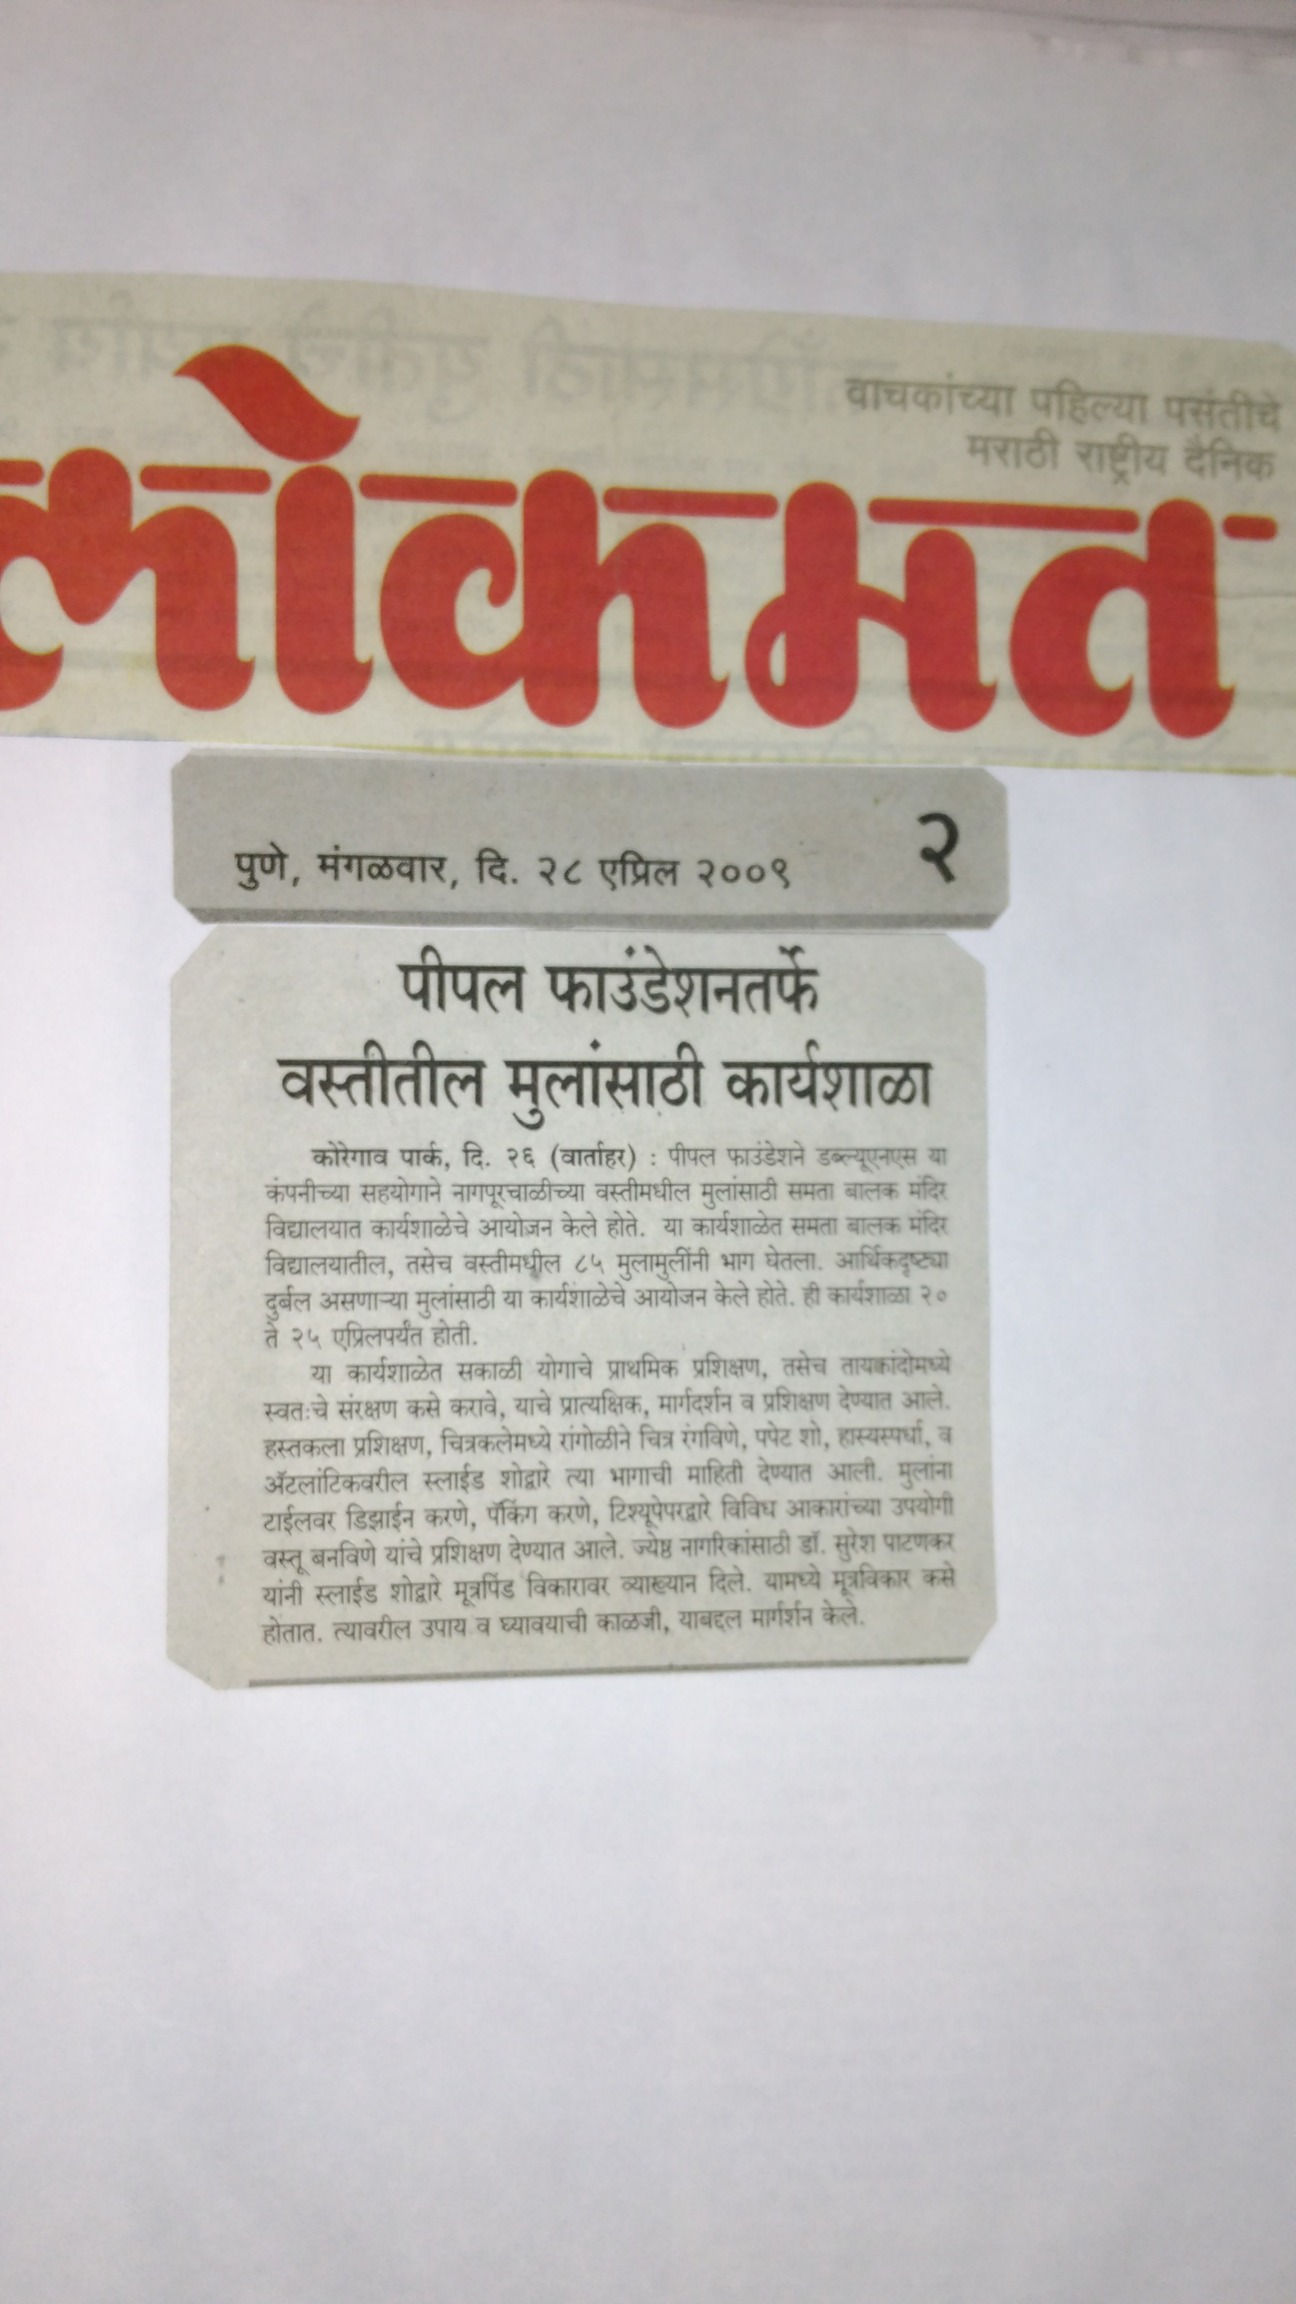 वाचकांच्या पहिल्या पसंतीचे
मराठी राष्ट्रीय दैनिक
लोकमत
पुणे, मंगळवार, दि. २८ एप्रिल २००९ २
पीपल फाउंडेशनतर्फे
वस्तीतील मुलांसाठी कार्यशाळा
कोरेगाव पार्क, दि. २६ (वार्ताहर) : पीपल फाउंडेशने डब्ल्यूएनएस या
कंपनीच्या सहयोगाने नागपूरचाळीच्या वस्तीमधील मुलांसाठी समता बालक मंदिर
विद्यालयात कार्यशाळेचे आयोजन केले होते. या कार्यशाळेत समता बालक मंदिर
विद्यालयातील, तसेच वस्तीमधील ८५ मुलामुलींनी भाग घेतला. आर्थिकदृष्ट्या
दुर्बल असणाऱ्या मुलांसाठी या कार्यशाळेचे आयोजन केले होते. ही कार्यशाळा २०
ते २५ एप्रिलपर्यंत होती.
या कार्यशाळेत सकाळी योगाचे प्राथमिक प्रशिक्षण, तसेच तायक्वांदोमध्ये
स्वतःचे संरक्षण कसे करावे, याचे प्रात्यक्षिक, मार्गदर्शन व प्रशिक्षण देण्यात आले.
हस्तकला प्रशिक्षण, चित्रकलेमध्ये रांगोळीने चित्र रंगविणे, पपेट शो, हास्यस्पर्धा, व
अ‍ॅटलांटिकवरील स्लाईड शोद्वारे त्या भागाची माहिती देण्यात आली. मुलांना
टाईलवर डिझाईन करणे, पॅकिंग करणे, टिश्यूपेपरद्वारे विविध आकारांच्या उपयोगी
वस्तू बनविणे यांचे प्रशिक्षण देण्यात आले. ज्येष्ठ नागरिकांसाठी डॉ. सुरेश पाटणकर
यांनी स्लाईड शोद्वारे मूत्रपिंड विकारावर व्याख्यान दिले. यामध्ये मूत्रविकार कसे
होतात. त्यावरील उपाय व घ्यावयाची काळजी, याबद्दल मार्गर्शन केले.